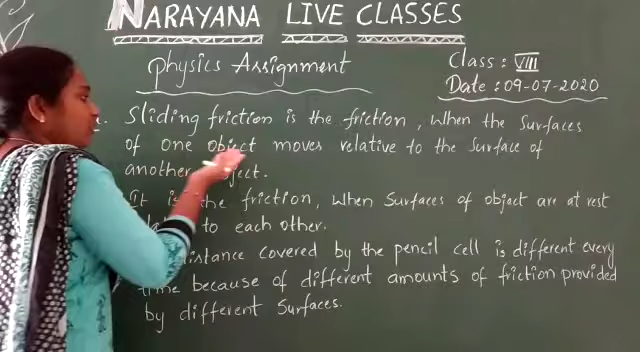 NARAYANA LIVE CLASSES
Physics Assignment
Class : VIII
Date : 09-07-2020
Sliding friction is the friction, when the surfaces
of one object moves relative to the surface of
another
It is the friction, when surfaces of object are at rest
to each other.
covered by the pencil cell is different every
time because of different amounts of friction provided
by different surfaces.